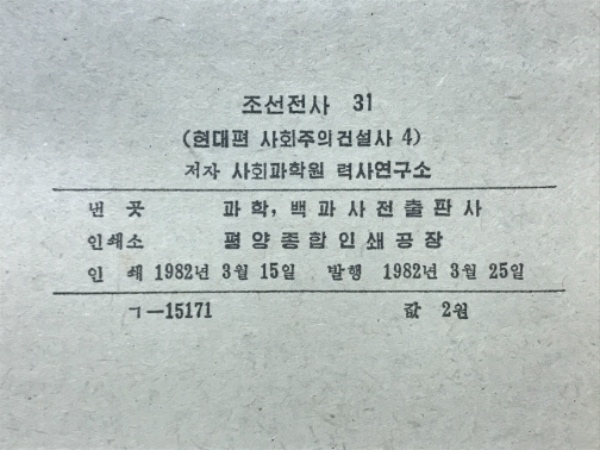 조선전사 31
(현대편 사회주의건설사 4)
저자 사회과학원 력사연구소
낸 곳 과학, 백과사전출판사
인쇄소 평양종합인쇄공장
인 쇄 1982년 3월 15일 발행 1982년 3월 25일
ㄱ—15171 값 2원